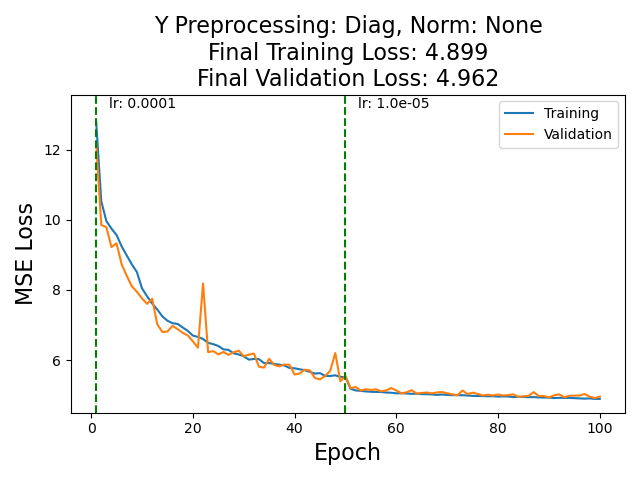 Y Preprocessing: Diag, Norm: None
Final Training Loss: 4.899
Final Validation Loss: 4.962
lr: 0.0001
lr: 1.0e-05
Training
Validation
MSE Loss
12
10
8
6
0
20
40
60
80
100
Epoch